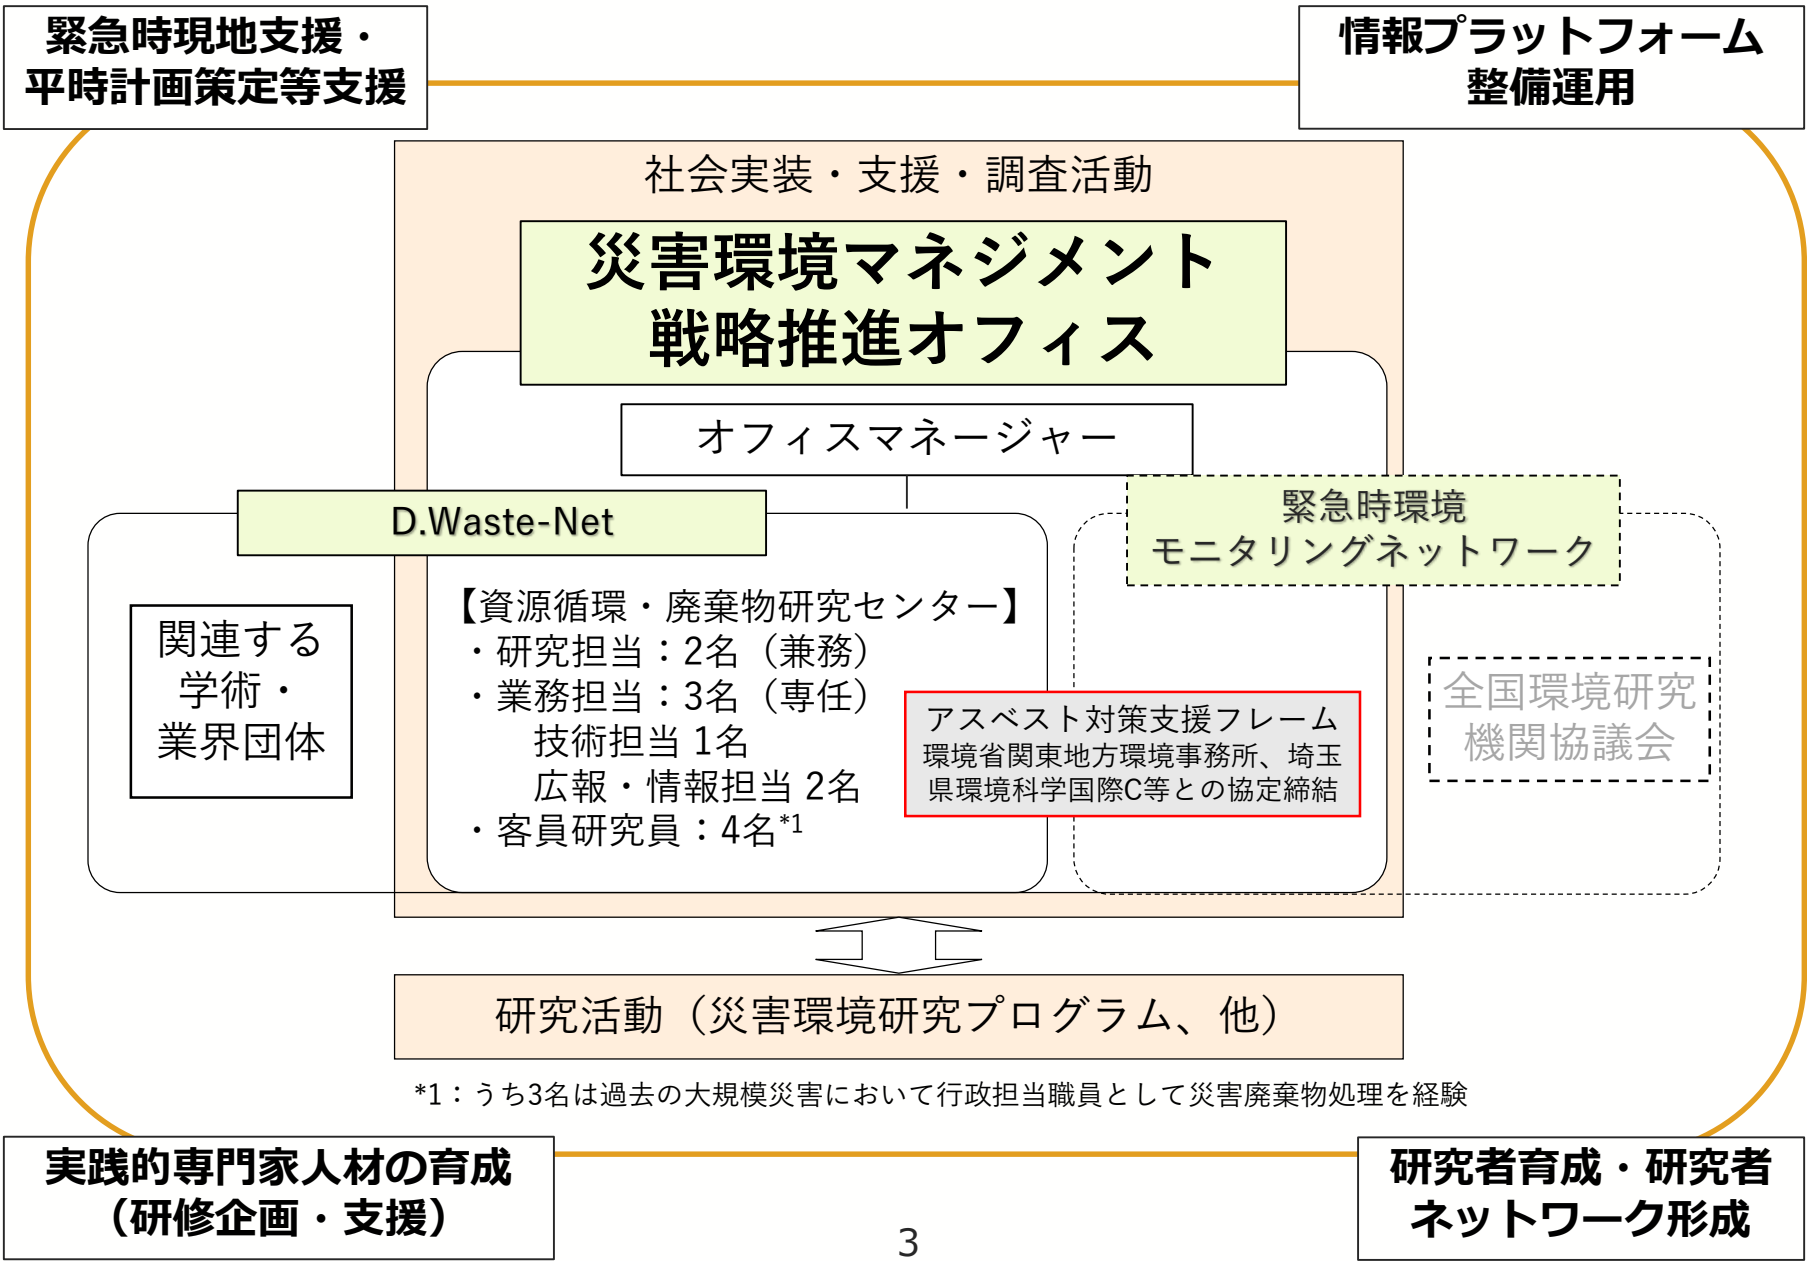 緊急時現地支援・
平時計画策定等支援
情報プラットフォーム
整備運用
社会実装・支援・調査活動
災害環境マネジメント
戦略推進オフィス
オフィスマネージャー
D.Waste-Net
緊急時環境
モニタリングネットワーク
関連する
学術・
業界団体
【資源循環・廃棄物研究センター】
・研究担当：2名（兼務）
・業務担当：3名（専任）
技術担当 1名
広報・情報担当 2名
・客員研究員：4名*1
アスベスト対策支援フレーム
環境省関東地方環境事務所、埼玉
県環境科学国際C等との協定締結
全国環境研究
機関協議会
研究活動（災害環境研究プログラム、他）
*1：うち3名は過去の大規模災害において行政担当職員として災害廃棄物処理を経験
実践的専門家人材の育成
（研修企画・支援）
研究者育成・研究者
ネットワーク形成
3